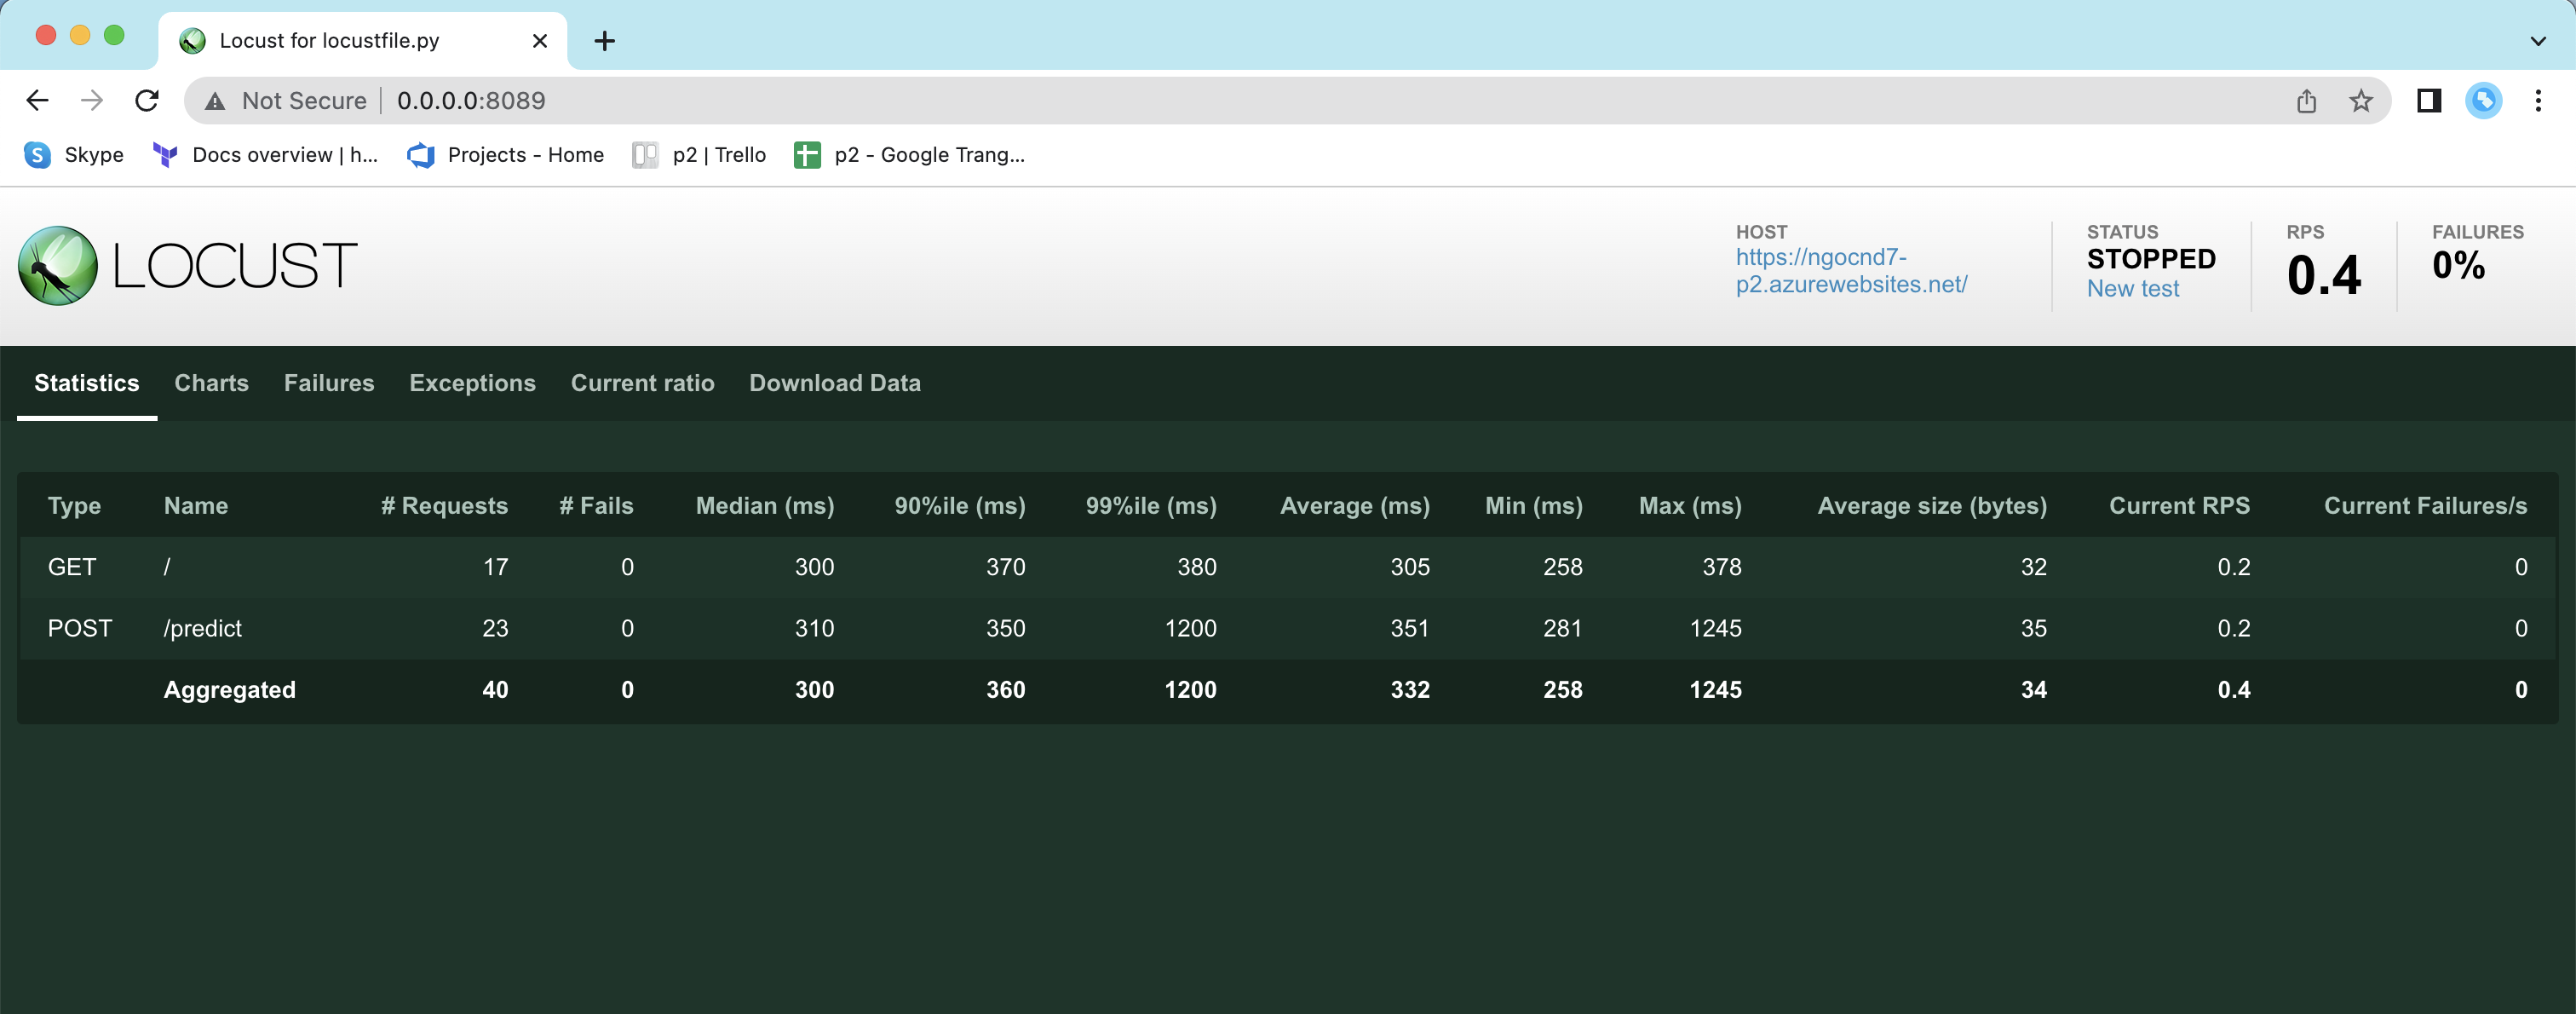 Locust for locustfile.py
Not Secure 0.0.0.0:8089
Skype Docs overview | h... Projects - Home p2 | Trello p2 - Google Trang...
LOCUST
HOST
https://ngocnd7-
p2.azurewebsites.net/
STATUS
STOPPED
New test
RPS
0.4
FAILURES
0%
Statistics Charts Failures Exceptions Current ratio Download Data
Type Name # Requests # Fails Median (ms) 90%ile (ms) 99%ile (ms) Average (ms) Min (ms) Max (ms) Average size (bytes) Current RPS Current Failures/s
GET / 17 0 300 370 380 305 258 378 32 0.2 0
POST /predict 23 0 310 350 1200 351 281 1245 35 0.2 0
Aggregated 40 0 300 360 1200 332 258 1245 34 0.4 0